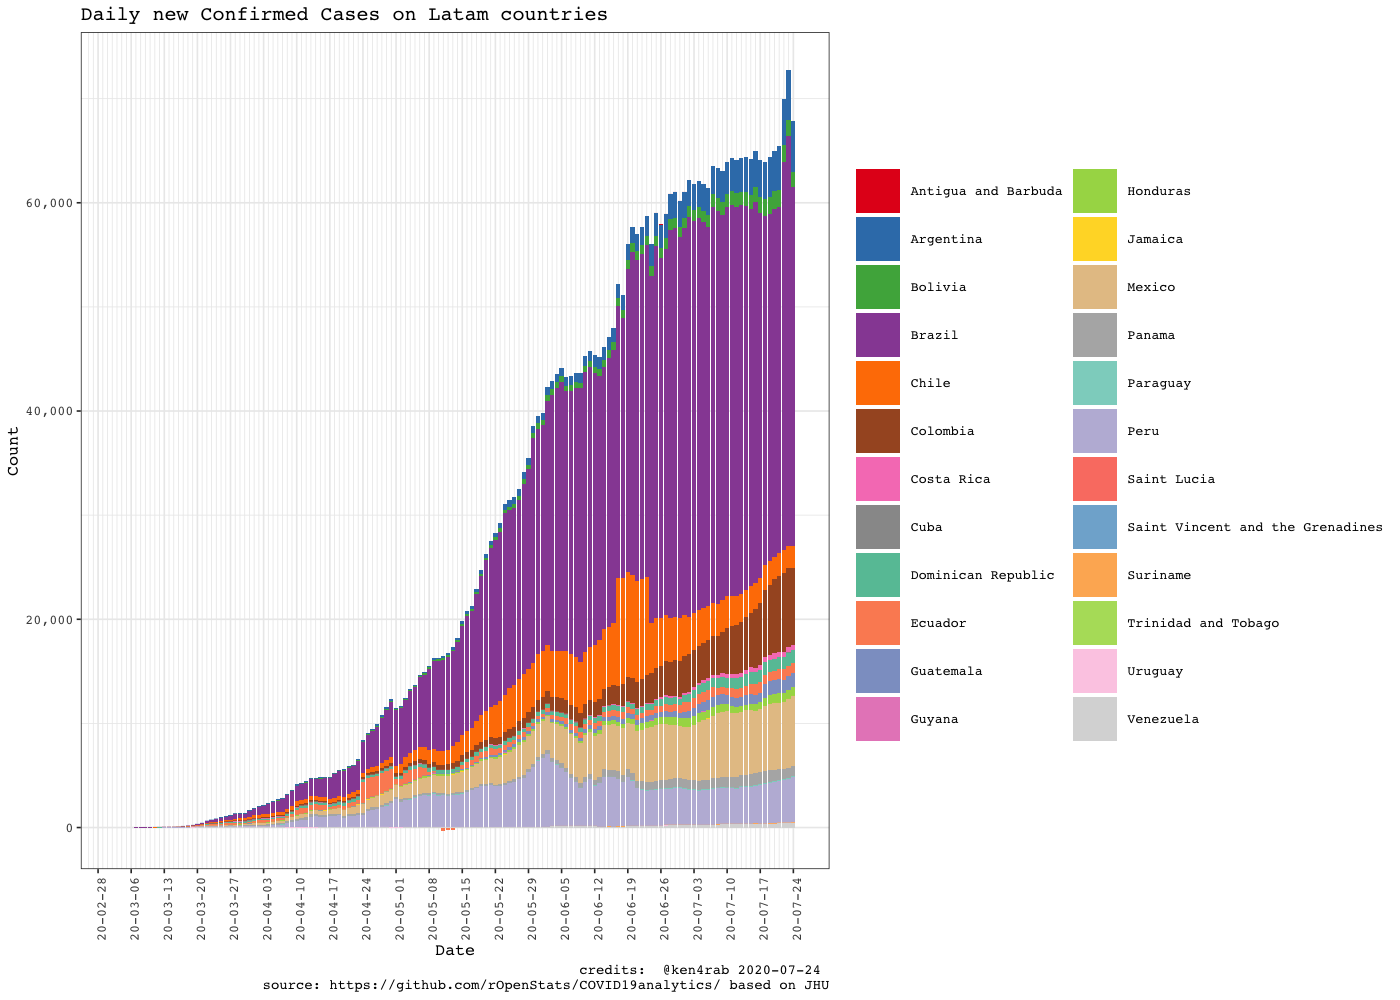 Daily new Confirmed Cases on Latam countries
Count
60,000
40,000
20,000
0
20-02-28
20-03-06
20-03-13
20-03-20
20-03-27
20-04-03
20-04-10
20-04-17
20-04-24
20-05-01
20-05-08
20-05-15
20-05-22
20-05-29
20-06-05
20-06-12
20-06-19
20-06-26
20-07-03
20-07-10
20-07-17
20-07-24
Date
Antigua and Barbuda
Argentina
Bolivia
Brazil
Chile
Colombia
Costa Rica
Cuba
Dominican Republic
Ecuador
Guatemala
Guyana
Honduras
Jamaica
Mexico
Panama
Paraguay
Peru
Saint Lucia
Saint Vincent and the Grenadines
Suriname
Trinidad and Tobago
Uruguay
Venezuela
credits:  @ken4rab 2020-07-24
source: https://github.com/rOpenStats/COVID19analytics/ based on JHU